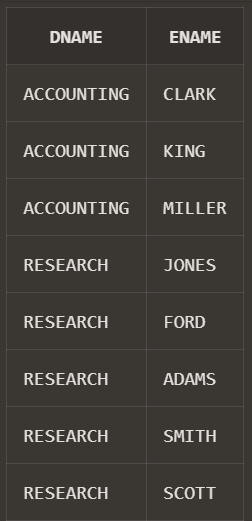 DNAME ENAME
ACCOUNTING CLARK
ACCOUNTING KING
ACCOUNTING MILLER
RESEARCH JONES
RESEARCH FORD
RESEARCH ADAMS
RESEARCH SMITH
RESEARCH SCOTT